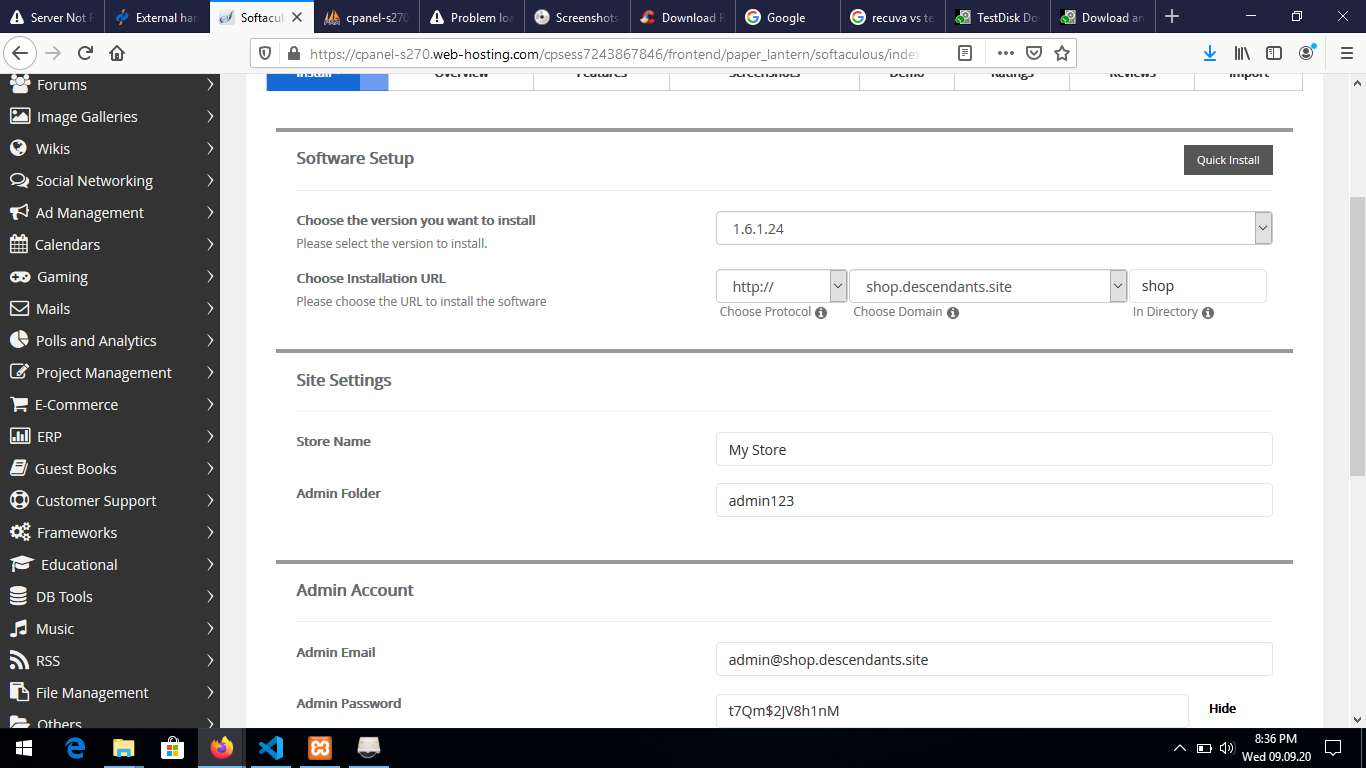 Server Not F
External har
Softacul
cpanel-s270
Problem loa
Screenshots
Download R
Google
recuva vs te
TestDisk Do
Dowload an
https://cpanel-s270.web-hosting.com/cpsess7243867846/frontend/paper_lantern/softaculous/index
Install Overview Features Screenshots Demo Ratings Reviews Import
Forums
Image Galleries
Wikis
Social Networking
Ad Management
Calendars
Gaming
Mails
Polls and Analytics
Project Management
E-Commerce
ERP
Guest Books
Customer Support
Frameworks
Educational
DB Tools
Music
RSS
File Management
Others
Software Setup
Quick Install
Choose the version you want to install
Please select the version to install.
1.6.1.24
Choose Installation URL
Please choose the URL to install the software
http://
shop.descendants.site
shop
Choose Protocol
Choose Domain
In Directory
Site Settings
Store Name
My Store
Admin Folder
admin123
Admin Account
Admin Email
admin@shop.descendants.site
Admin Password
t7Qm$2JV8h1nM
Hide
8:36 PM
Wed 09.09.20